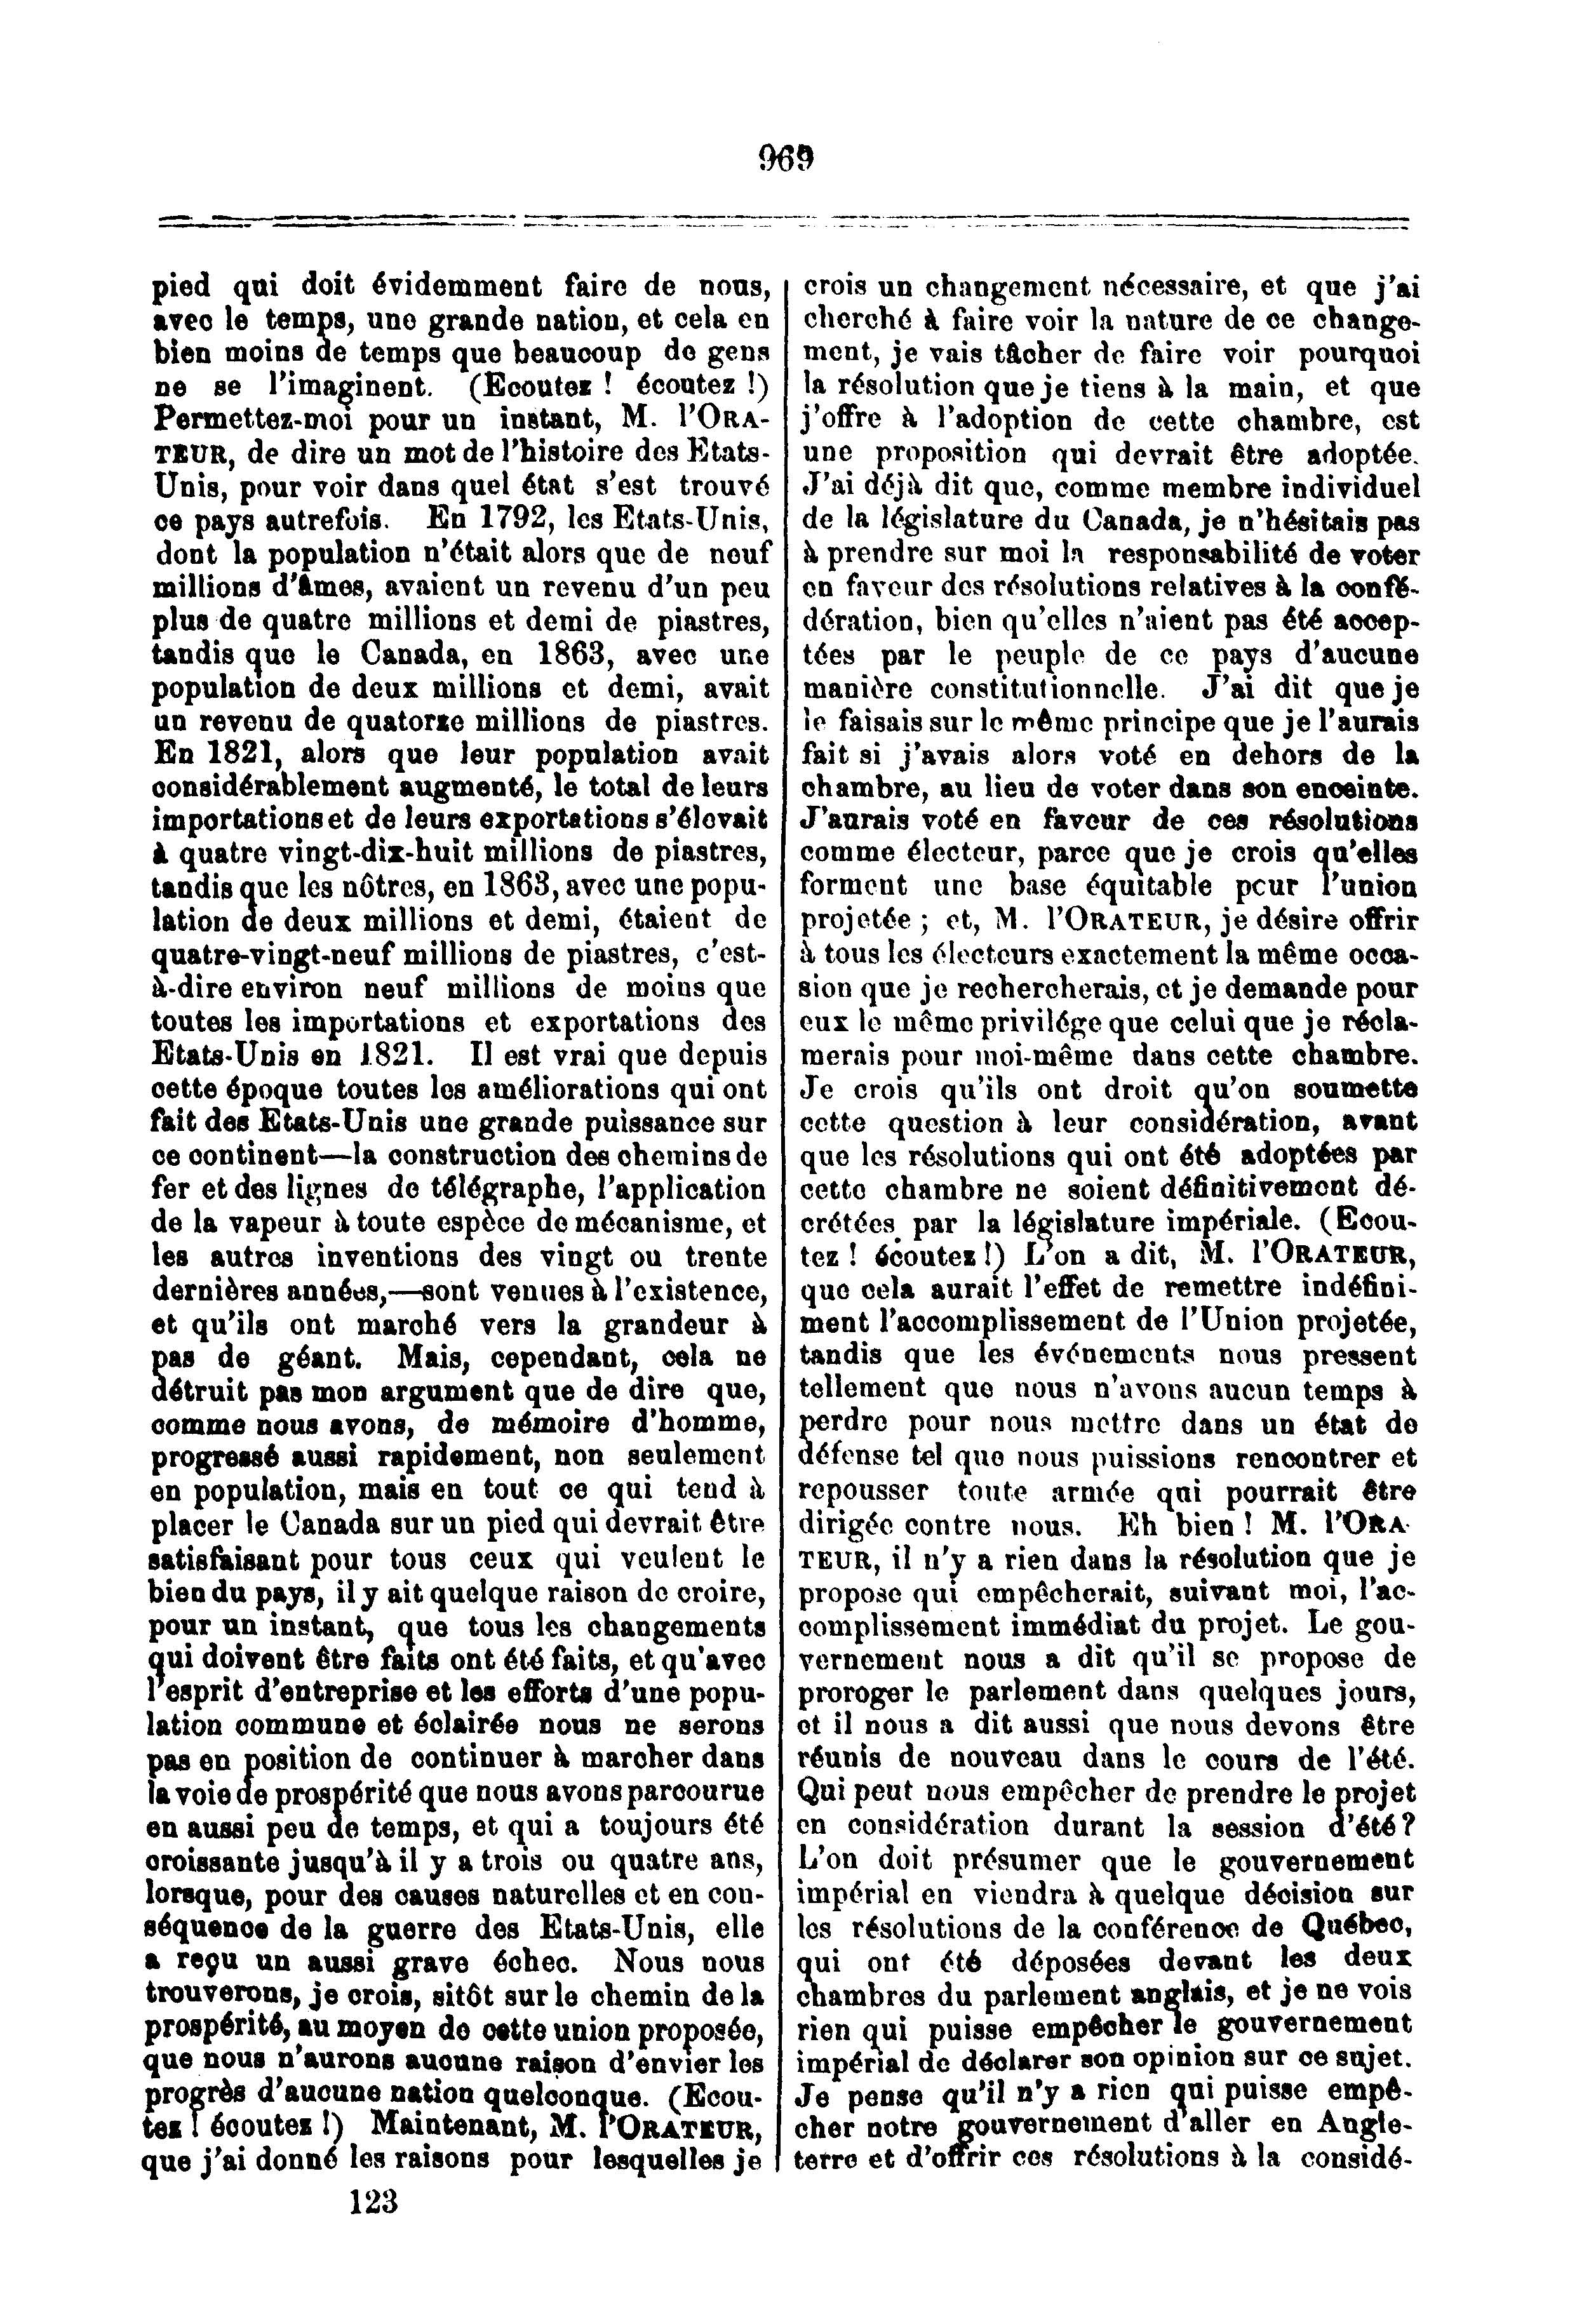 969
pied qui doit évidemment faire de nous,
avec le temps, une grande nation, et cela en
bien moins de temps que beaucoup de gens
ne se l'imaginent. (Ecoutez ! écoutez !)
Permettez-moi pour un instant, M. l'ORA-
TEUR, de dire un mot de l'histoire des Etats-
Unis, pour voir dans quel état s'est trouvé
ce pays autrefois. En 1792, les Etats-Unis,
dont la population n'était alors que de neuf
millions d'âmes, avaient un revenu d'un peu
plus de quatre millions et demi de piastres,
tandis que le Canada, en 1863, avec une
population de deux millions et demi, avait
un revenu de quatorze millions de piastres.
En 1821, alors que leur population avait
considérablement augmenté, le total de leurs
importations et de leurs exportations s'élevait
à quatre vingt-dix-huit millions de piastres,
tandis que les nôtres, en 1863, avec une popu-
lation de deux millions et demi, étaient de
quatre-vingt-neuf millions de piastres, c'est-
à-dire environ neuf millions de moins que
toutes les importations et exportations des
Etats-Unis en 1821. Il est vrai que depuis
cette époque toutes les améliorations qui ont
fait des Etats-Unis une grande puissance sur
ce continent—la construction des chemins de
fer et des lignes de télégraphe, l'application
de la vapeur à toute espèce de mécanisme, et
les autres inventions des vingt ou trente
dernières années,—sont venues à l'existence,
et qu'ils ont marché vers la grandeur à
pas de géant. Mais, cependant, cela ne
détruit pas mon argument que de dire que,
comme nous avons, de mémoire d'homme,
progressé aussi rapidement, non seulement
en population, mais en tout ce qui tend à
placer le Canada sur un pied qui devrait être
satisfaisant pour tous ceux qui veulent le
bien du pays, il y ait quelque raison de croire,
pour un instant, que tous les changements
qui doivent être faits ont été faits, et qu'avec
l'esprit d'entreprise et les efforts d'une popu-
lation commune et éclairée nous ne serons
pas en position de continuer à marcher dans
la voie de prospérité que nous avons parcourue
en aussi peu de temps, et qui a toujours été
croissante jusqu'à il y a trois ou quatre ans,
lorsque, pour des causes naturelles et en con-
séquence de la guerre des Etats-Unis, elle
a reçu un aussi grave échec. Nous nous
trouverons, je crois, sitôt sur le chemin de la
prospérité, au moyen de cette union proposée,
que nous n'aurons aucune raison d'envier les
progrès d'aucune nation quelconque. (Ecou-
tez ! écoutez !) Maintenant, M. l'ORATEUR,
que j'ai donné les raisons pour lesquelles je
123
crois un changement nécessaire, et que j'ai
cherché à faire voir la nature de ce change-
ment, je vais tâcher de faire voir pourquoi
la résolution que je tiens à la main, et que
j'offre à l'adoption de cette chambre, est
une proposition qui devrait être adoptée.
J'ai déjà dit que, comme membre individuel
de la législature du Canada, je n'hésitais pas
à prendre sur moi la responsabilité de voter
en faveur des résolutions relatives à la confé-
dération, bien qu'elles n'aient pas été accep-
tées par le peuple de ce pays d'aucune
manière constitutionnelle. J'ai dit que je
le faisais sur le même principe que je l'aurais
fait si j'avais alors voté en dehors de la
chambre, au lieu de voter dans son enceinte.
J'aurais voté en faveur de ces résolutions
comme électeur, parce que je crois qu'elles
forment une base équitable pour l'union
projetée ; et, M. l'ORATEUR, je désire offrir
à tous les électeurs exactement la même occa-
sion que je rechercherais, et je demande pour
eux le même privilége que celui que je récla-
merais pour moi-même dans cette chambre.
Je crois qu'ils ont droit qu'on soumette
cette question à leur considération, avant
que les résolutions qui ont été adoptées par
cette chambre ne soient définitivement dé-
crétées par la législature impériale. (Ecou-
tez ! écoutez !) L'on a dit, M. l'ORATEUR,
que cela aurait l'effet de remettre indéfini-
ment l'accomplissement de l'Union projetée,
tandis que les événements nous pressent
tellement que nous n'avons aucun temps à
perdre pour nous mettre dans un état de
défense tel que nous puissions rencontrer et
repousser toute armée qui pourrait être
dirigée contre nous. Eh bien ! M. l'ORA-
TEUR, il n'y a rien dans la résolution que je
propose qui empêcherait, suivant moi, l'ac-
complissement immédiat du projet. Le gou-
vernement nous a dit qu'il se propose de
proroger le parlement dans quelques jours,
et il nous a dit aussi que nous devons être
réunis de nouveau dans le cours de l'été.
Qui peut nous empêcher de prendre le projet
en considération durant la session d'été ?
L'on doit présumer que le gouvernement
impérial en viendra à quelque décision sur
les résolutions de la conférence de Québec,
qui ont été déposées devant les deux
chambres du parlement anglais, et je ne vois
rien qui puisse empêcher le gouvernement
impérial de déclarer son opinion sur ce sujet.
Je pense qu'il n'y a rien qui puisse empê-
cher notre gouvernement d'aller en Angle-
terre et d'offrir ces résolutions à la considé-